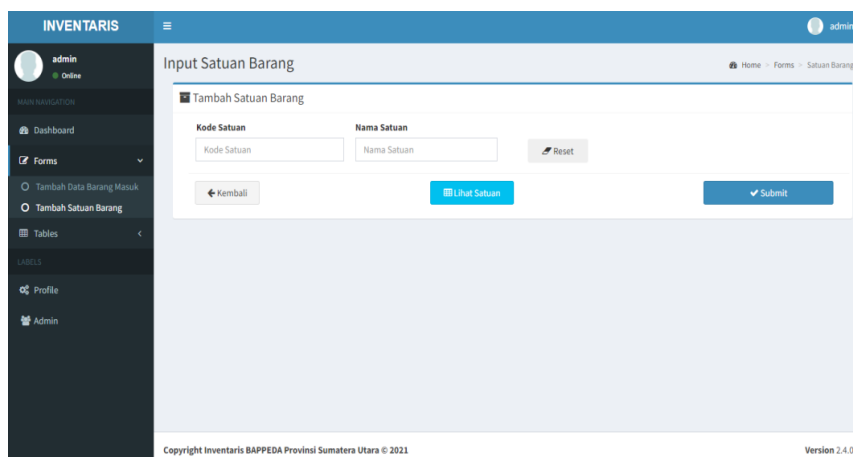 INVENTARIS
admin
admin
Online
MAIN NAVIGATION
Dashboard
Forms
Tambah Data Barang Masuk
Tambah Satuan Barang
Tables
LABELS
Profile
Admin
Input Satuan Barang
Home > Forms > Satuan Barang
Tambah Satuan Barang
Kode Satuan Nama Satuan
Kode Satuan Nama Satuan Reset
Kembali Lihat Satuan Submit
Copyright Inventaris BAPPEDA Provinsi Sumatera Utara © 2021 Version 2.4.0